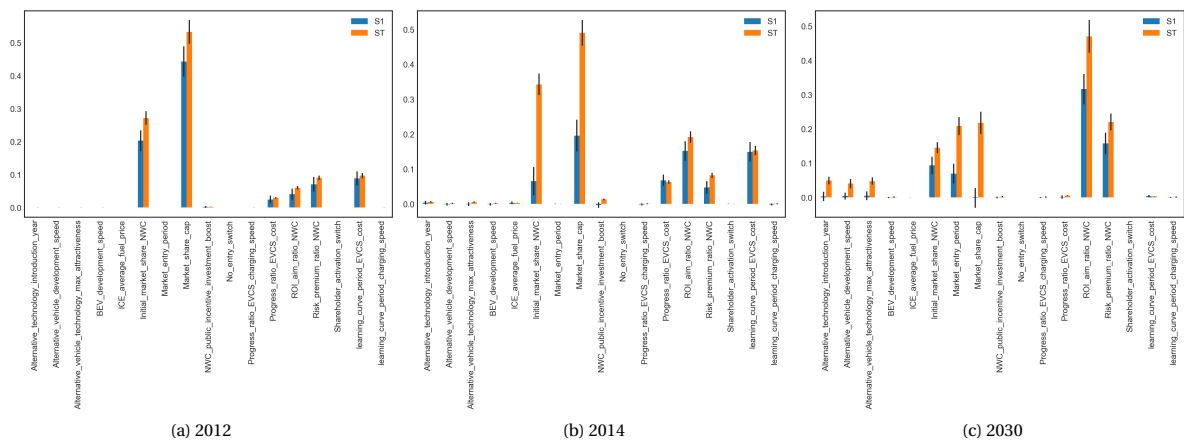 S1
ST
0.5
0.4
0.3
0.2
0.1
0.0
Alternative_technology_introduction_year
Alternative_vehicle_development_speed
Alternative_vehicle_technology_max_attractiveness
BEV_development_speed
ICE_average_fuel_price
Initial_market_share_NWC
Market_entry_period
Market_share_cap
NWC_public_incentive_investment_boost
No_entry_switch
Progress_ratio_EVCS_charging_speed
Progress_ratio_EVCS_cost
ROI_aim_ratio_NWC
Risk_premium_ratio_NWC
Shareholder_activation_switch
learning_curve_period_EVCS_cost
learning_curve_period_charging_speed
(a) 2012
S1
ST
0.5
0.4
0.3
0.2
0.1
0.0
Alternative_technology_introduction_year
Alternative_vehicle_development_speed
Alternative_vehicle_technology_max_attractiveness
BEV_development_speed
ICE_average_fuel_price
Initial_market_share_NWC
Market_entry_period
Market_share_cap
NWC_public_incentive_investment_boost
No_entry_switch
Progress_ratio_EVCS_charging_speed
Progress_ratio_EVCS_cost
ROI_aim_ratio_NWC
Risk_premium_ratio_NWC
Shareholder_activation_switch
learning_curve_period_EVCS_cost
learning_curve_period_charging_speed
(b) 2014
S1
ST
0.5
0.4
0.3
0.2
0.1
0.0
Alternative_technology_introduction_year
Alternative_vehicle_development_speed
Alternative_vehicle_technology_max_attractiveness
BEV_development_speed
ICE_average_fuel_price
Initial_market_share_NWC
Market_entry_period
Market_share_cap
NWC_public_incentive_investment_boost
No_entry_switch
Progress_ratio_EVCS_charging_speed
Progress_ratio_EVCS_cost
ROI_aim_ratio_NWC
Risk_premium_ratio_NWC
Shareholder_activation_switch
learning_curve_period_EVCS_cost
learning_curve_period_charging_speed
(c) 2030